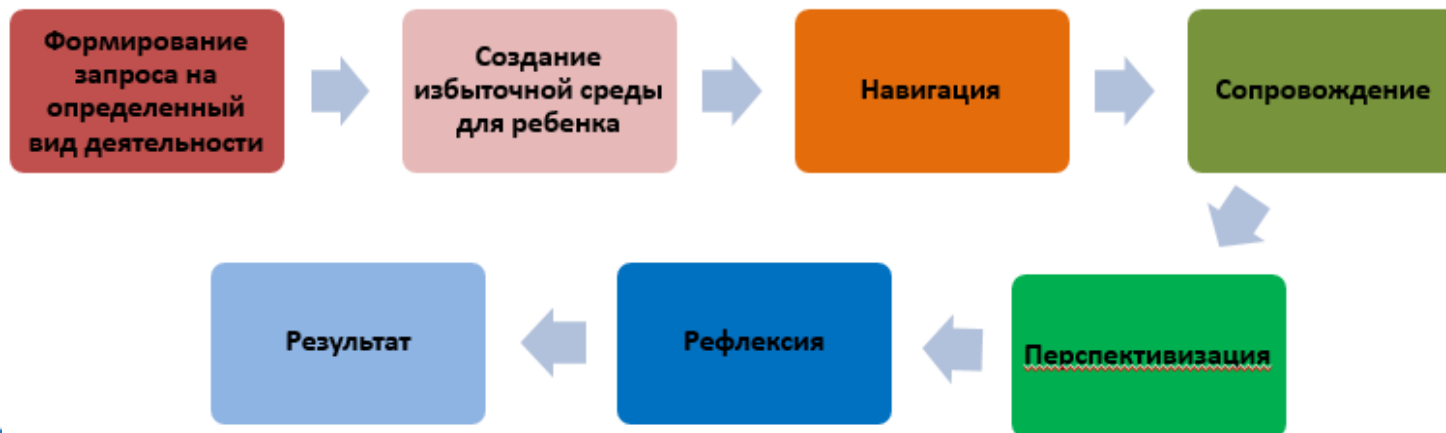 Формирование
запроса на
определенный
вид деятельности
Создание
избыточной среды
для ребенка
Навигация
Сопровождение
Перспективизация
Рефлексия
Результат